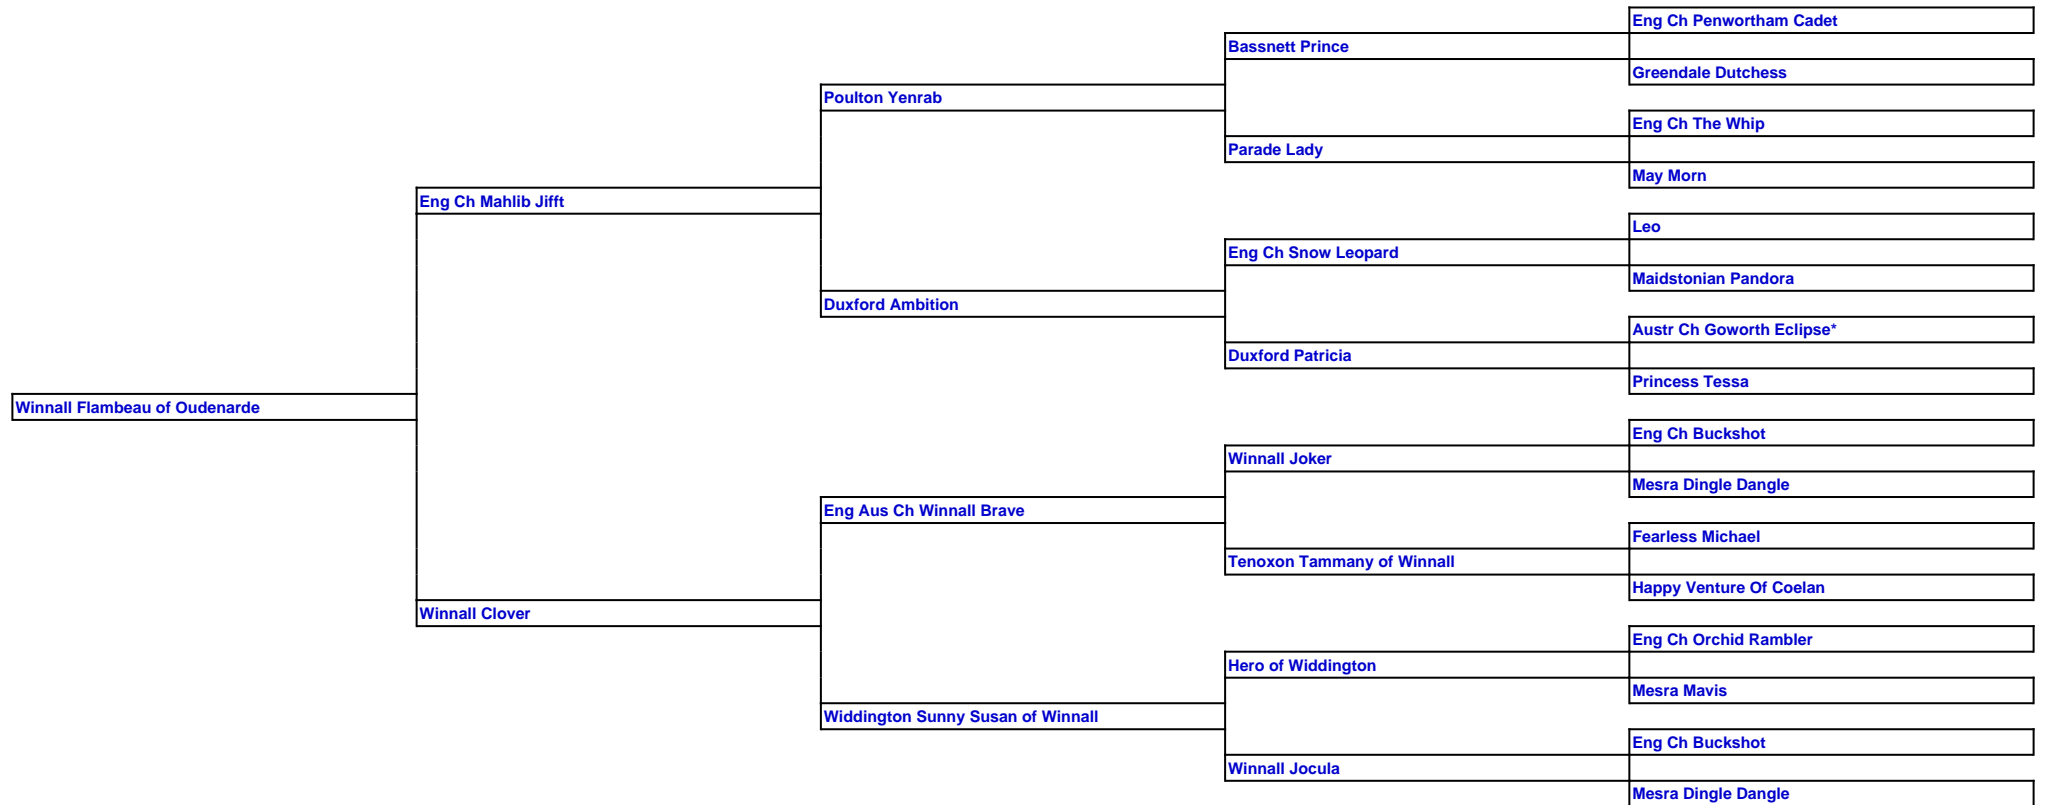 Eng Ch Penwortham Cadet
Bassnett Prince
Greendale Dutchess
Poulton Yenrab
Eng Ch The Whip
Parade Lady
May Morn
Eng Ch Mahlib Jifft
Leo
Eng Ch Snow Leopard
Maidstonian Pandora
Duxford Ambition
Austr Ch Goworth Eclipse*
Duxford Patricia
Princess Tessa
Winnall Flambeau of Oudenarde
Eng Ch Buckshot
Winnall Joker
Mesra Dingle Dangle
Eng Aus Ch Winnall Brave
Fearless Michael
Tenoxon Tammany of Winnall
Happy Venture Of Coelan
Winnall Clover
Eng Ch Orchid Rambler
Hero of Widdington
Mesra Mavis
Widdington Sunny Susan of Winnall
Eng Ch Buckshot
Winnall Jocula
Mesra Dingle Dangle